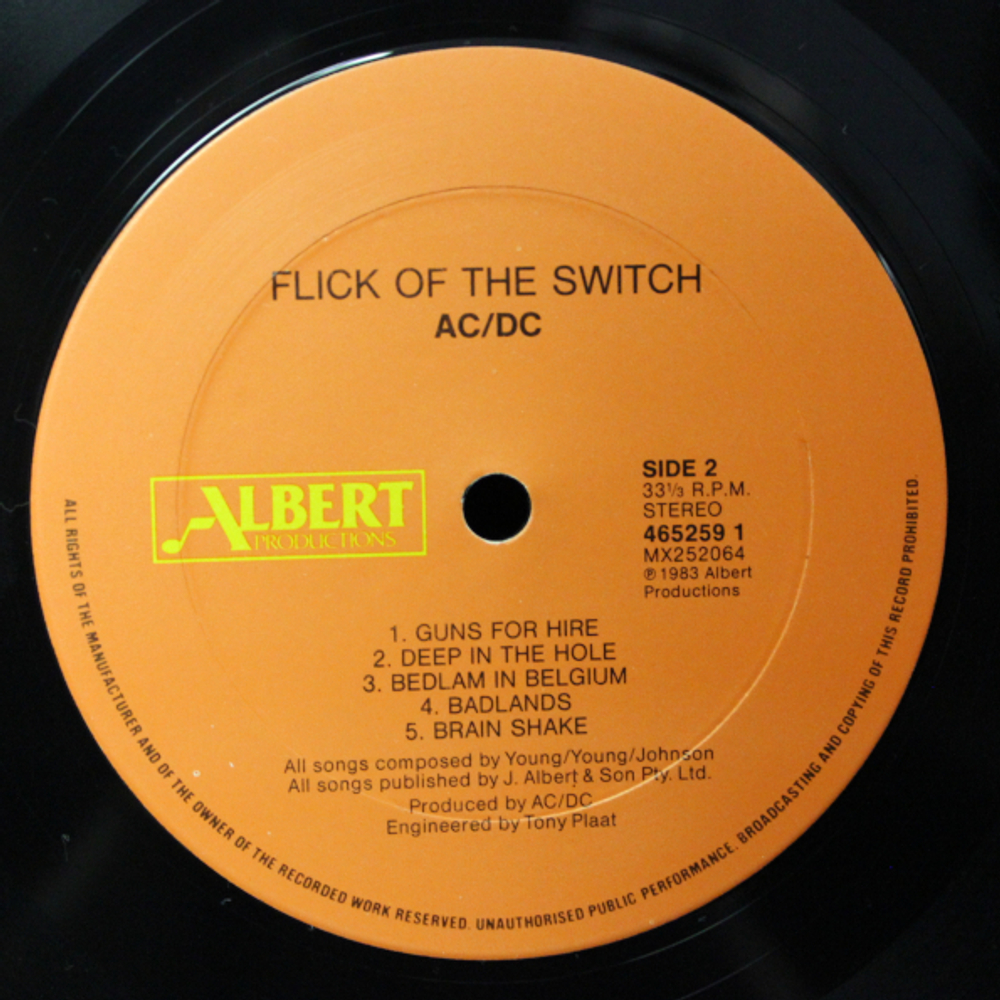 FLICK OF THE SWITCH
AC/DC
ALBERT
PRODUCTIONS
SIDE 2
33⅓ R.P.M.
STEREO
465259 1
MX252064
℗ 1983 Albert
Productions
1. GUNS FOR HIRE
2. DEEP IN THE HOLE
3. BEDLAM IN BELGIUM
4. BADLANDS
5. BRAIN SHAKE
All songs composed by Young/Young/Johnson
All songs published by J. Albert & Son Pty. Ltd.
Produced by AC/DC
Engineered by Tony Plaat
ALL RIGHTS OF THE MANUFACTURER AND OF THE OWNER OF THE RECORDED WORK RESERVED. UNAUTHORISED PUBLIC PERFORMANCE. BROADCASTING AND COPYING OF THIS RECORD PROHIBITED.